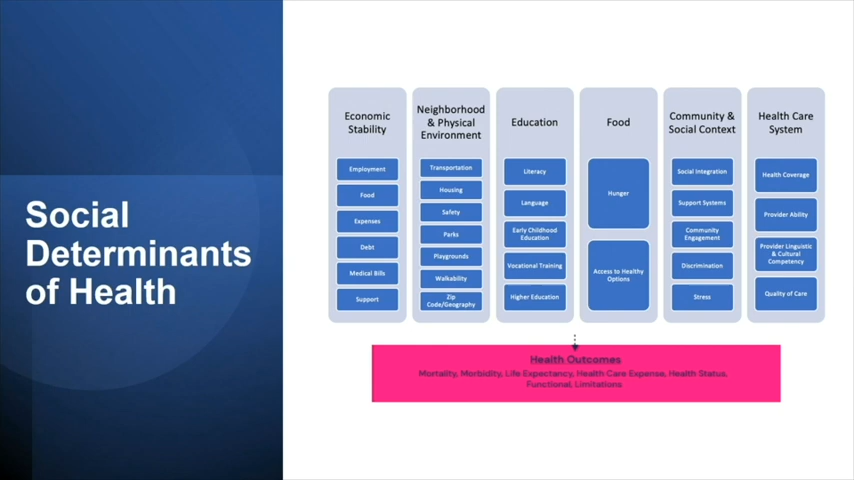 Social
Determinants
of Health
Economic
Stability
Employment
Food
Expenses
Debt
Medical Bills
Support
Neighborhood
& Physical
Environment
Transportation
Housing
Safety
Parks
Playgrounds
Walkability
Zip
Code/Geography
Education
Literacy
Language
Early Childhood
Education
Vocational Training
Higher Education
Food
Hunger
Access to Healthy
Options
Community &
Social Context
Social Integration
Support Systems
Community
Engagement
Discrimination
Stress
Health Care
System
Health Coverage
Provider Ability
Provider Linguistic
& Cultural
Competency
Quality of Care
Health Outcomes
Mortality, Morbidity, Life Expectancy, Health Care Expense, Health Status,
Functional, Limitations